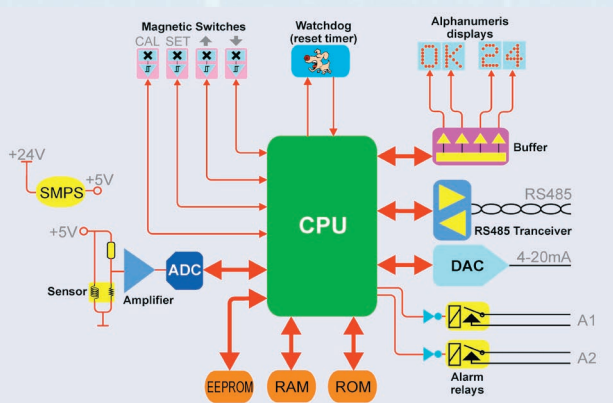 Magnetic Switches
CAL SET
Watchdog
(reset timer)
Alphanumeris
displays
OK 24
Buffer
+24V
SMPS
+5V
+5V
Sensor
Amplifier
ADC
CPU
RS485
RS485 Tranceiver
DAC
4-20mA
A1
A2
Alarm
relays
EEPROM
RAM
ROM